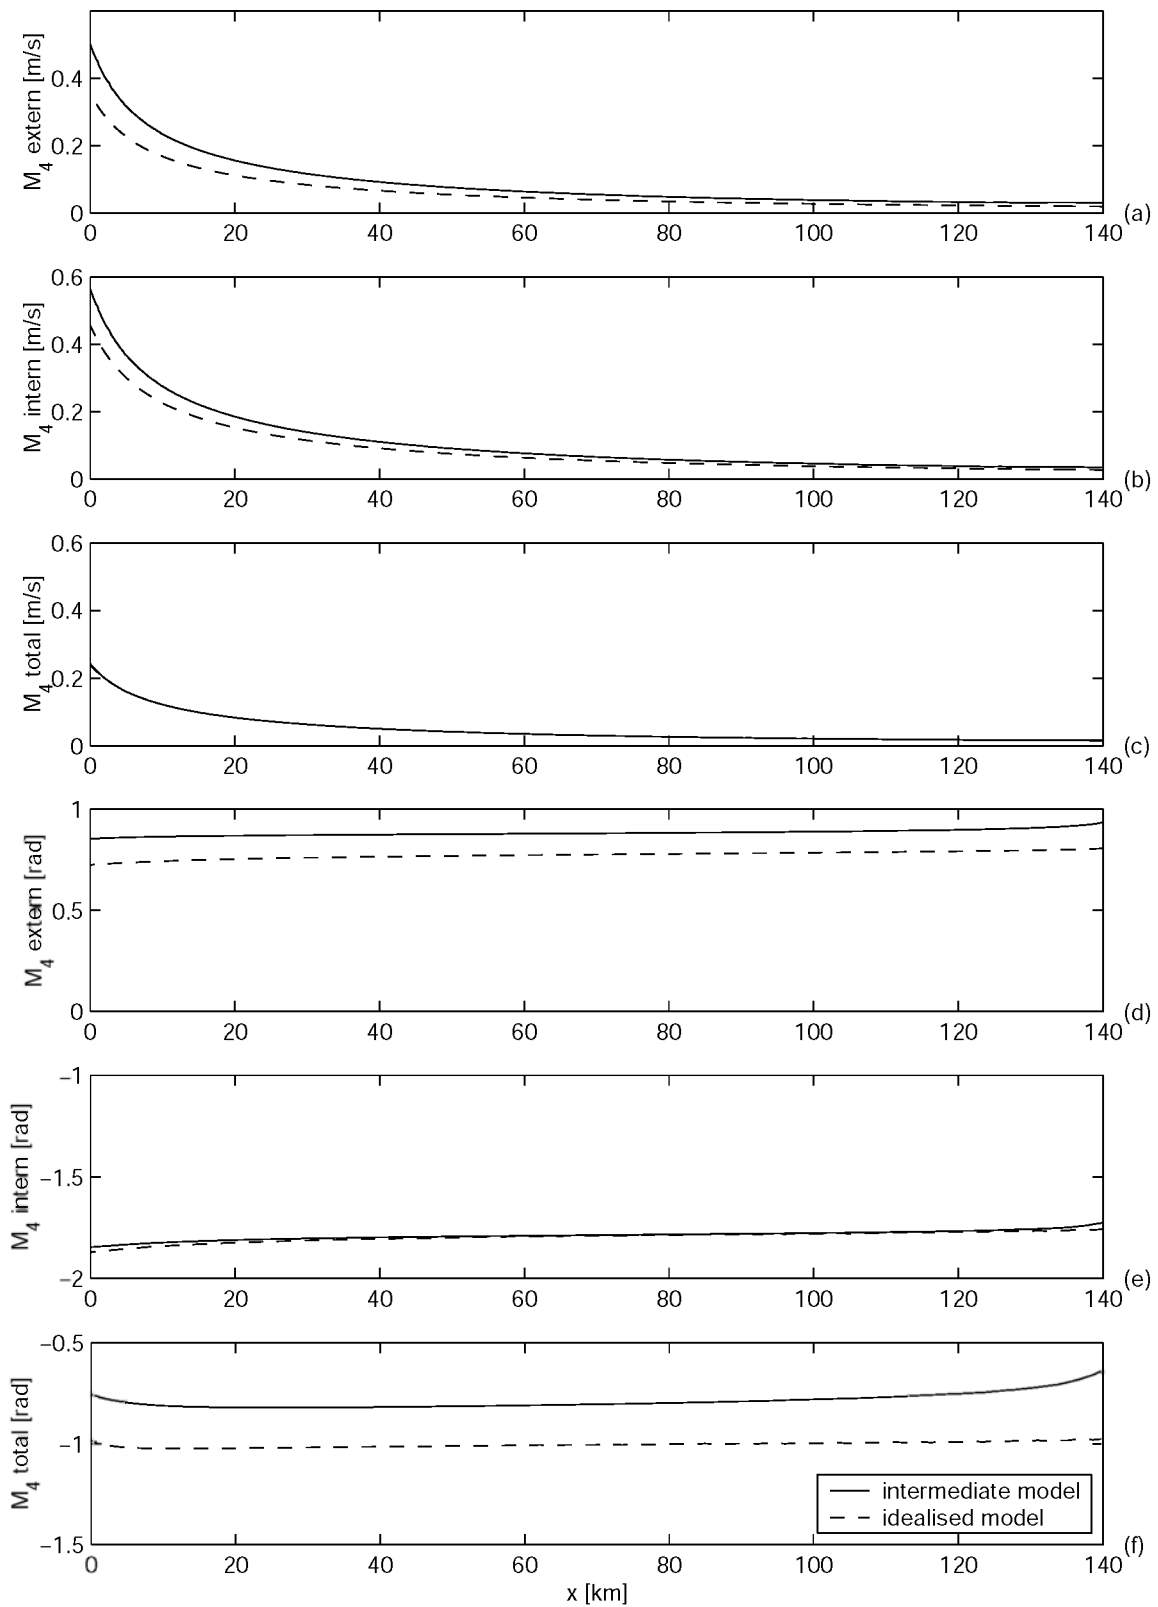 M4 extern [m/s]
0.4
0.2
0
0 20 40 60 80 100 120 140
(a)
M4 intern [m/s]
0.6
0.4
0.2
0
0 20 40 60 80 100 120 140
(b)
M4 total [m/s]
0.6
0.4
0.2
0
0 20 40 60 80 100 120 140
(c)
M4 extern [rad]
1
0.5
0
0 20 40 60 80 100 120 140
(d)
M4 intern [rad]
−1
−1.5
−2
0 20 40 60 80 100 120 140
(e)
M4 total [rad]
−0.5
−1
−1.5
intermediate model
idealised model
0 20 40 60 80 100 120 140
(f)
x [km]